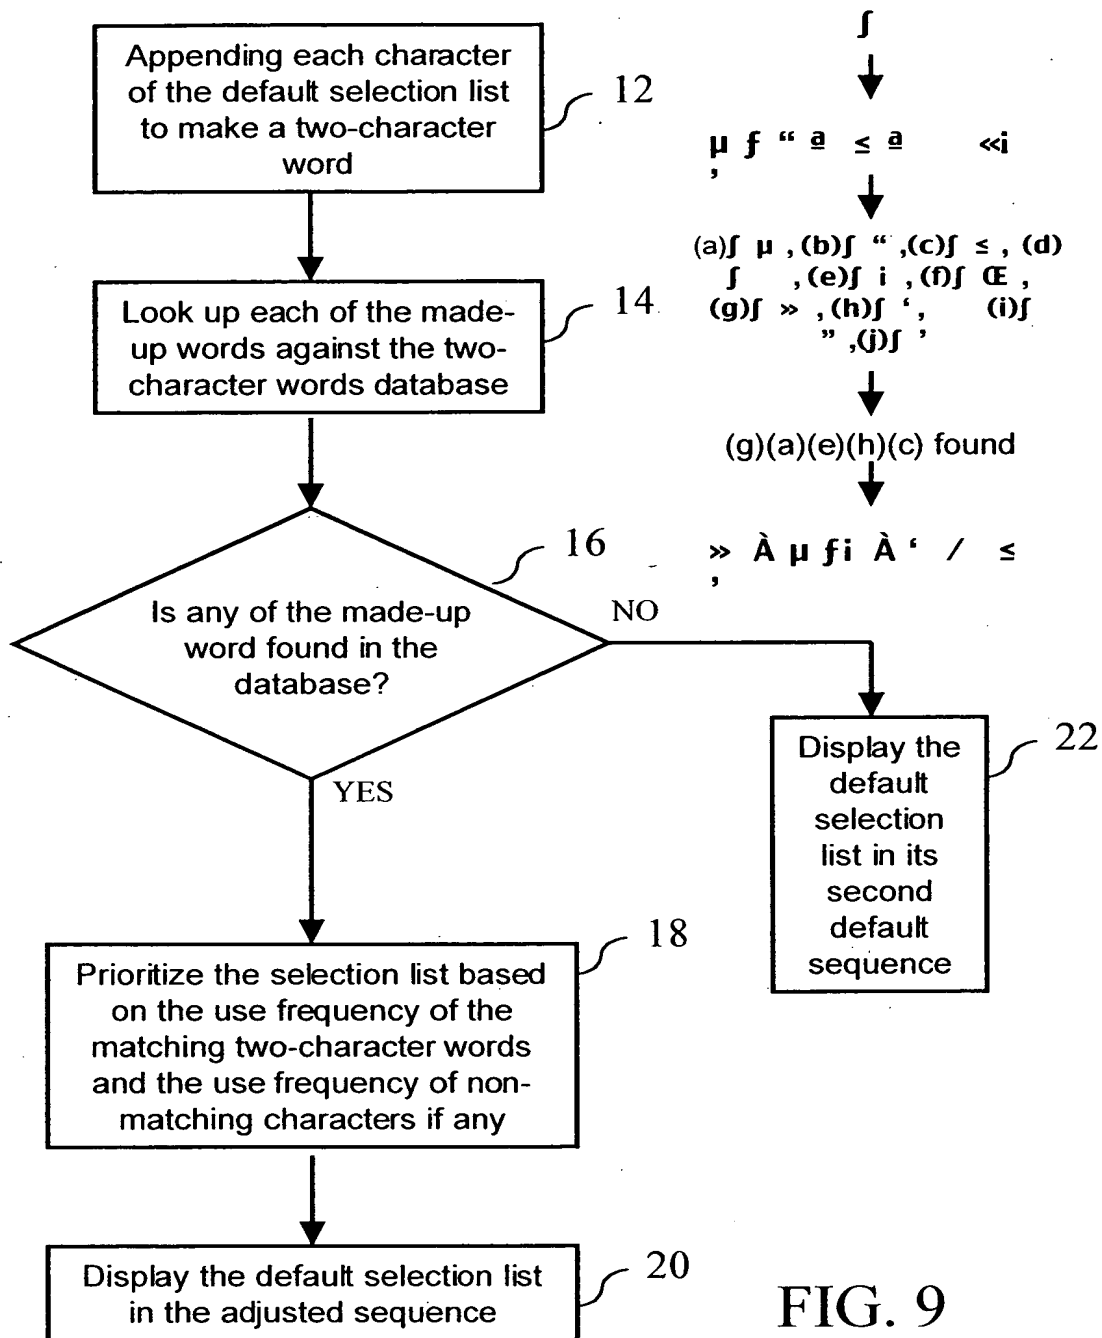 Appending each character
of the default selection list
to make a two-character
word
12
Look up each of the made-
up words against the two-
character words database
14
Is any of the made-up
word found in the
database?
16
NO
YES
Display the
default
selection
list in its
second
default
sequence
22
Prioritize the selection list based
on the use frequency of the
matching two-character words
and the use frequency of non-
matching characters if any
18
Display the default selection list
in the adjusted sequence
20
ʃ
µ ƒ “ ª ≤ ª «i
,
(a)ʃ µ ,(b)ʃ “ ,(c)ʃ ≤ , (d)
ʃ ,(e)ʃ i ,(f)ʃ Œ ,
(g)ʃ » ,(h)ʃ ‘, (i)ʃ
” ,(j)ʃ ’
(g)(a)(e)(h)(c) found
» À µ ƒi À ‘ / ≤
,
FIG. 9